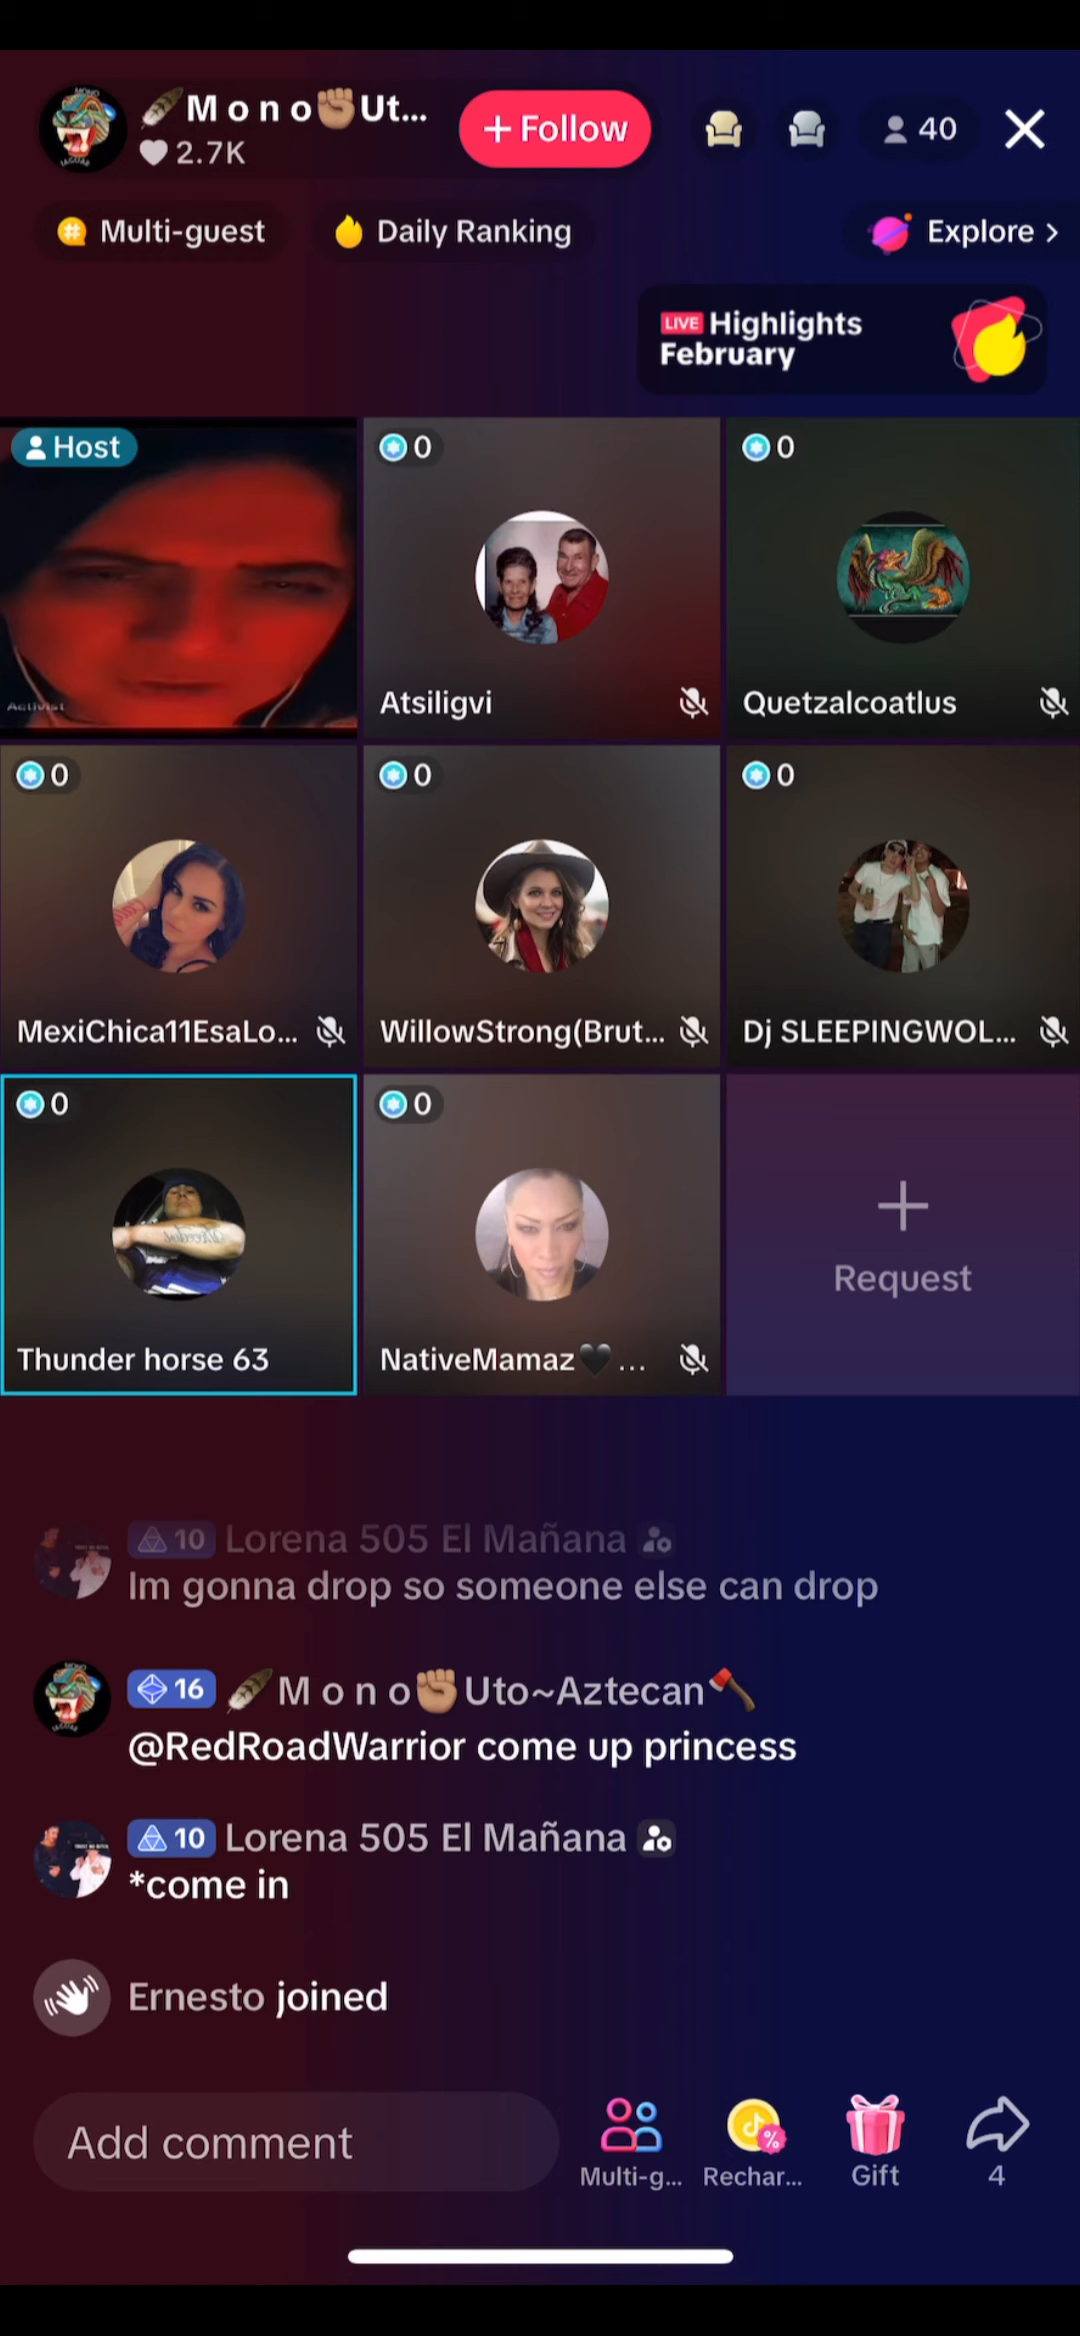 🪶M o n o✊🏽Ut...
2.7K
+ Follow
40
Multi-guest
Daily Ranking
Explore >
LIVE Highlights
February
Host
Activist
0
Atsiligvi
0
Quetzalcoatlus
0
MexiChica11EsaLo...
0
WillowStrong(Brut...
0
Dj SLEEPINGWOL...
0
Thunder horse 63
0
NativeMamaz🖤...
Request
10 Lorena 505 El Mañana
Im gonna drop so someone else can drop
16 🪶M o n o✊🏽Uto~Aztecan🪓
@RedRoadWarrior come up princess
10 Lorena 505 El Mañana
*come in
Ernesto joined
Add comment
Multi-g...
Rechar...
Gift
4